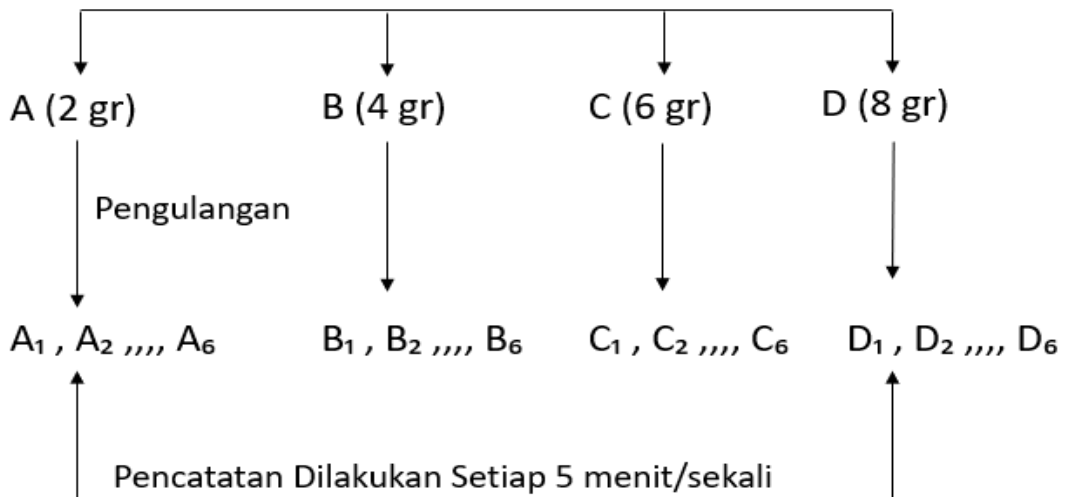 A (2 gr) B (4 gr) C (6 gr) D (8 gr)
Pengulangan
A₁ , A₂ ,,,, A₆ B₁ , B₂ ,,,, B₆ C₁ , C₂ ,,,, C₆ D₁ , D₂ ,,,, D₆
Pencatatan Dilakukan Setiap 5 menit/sekali